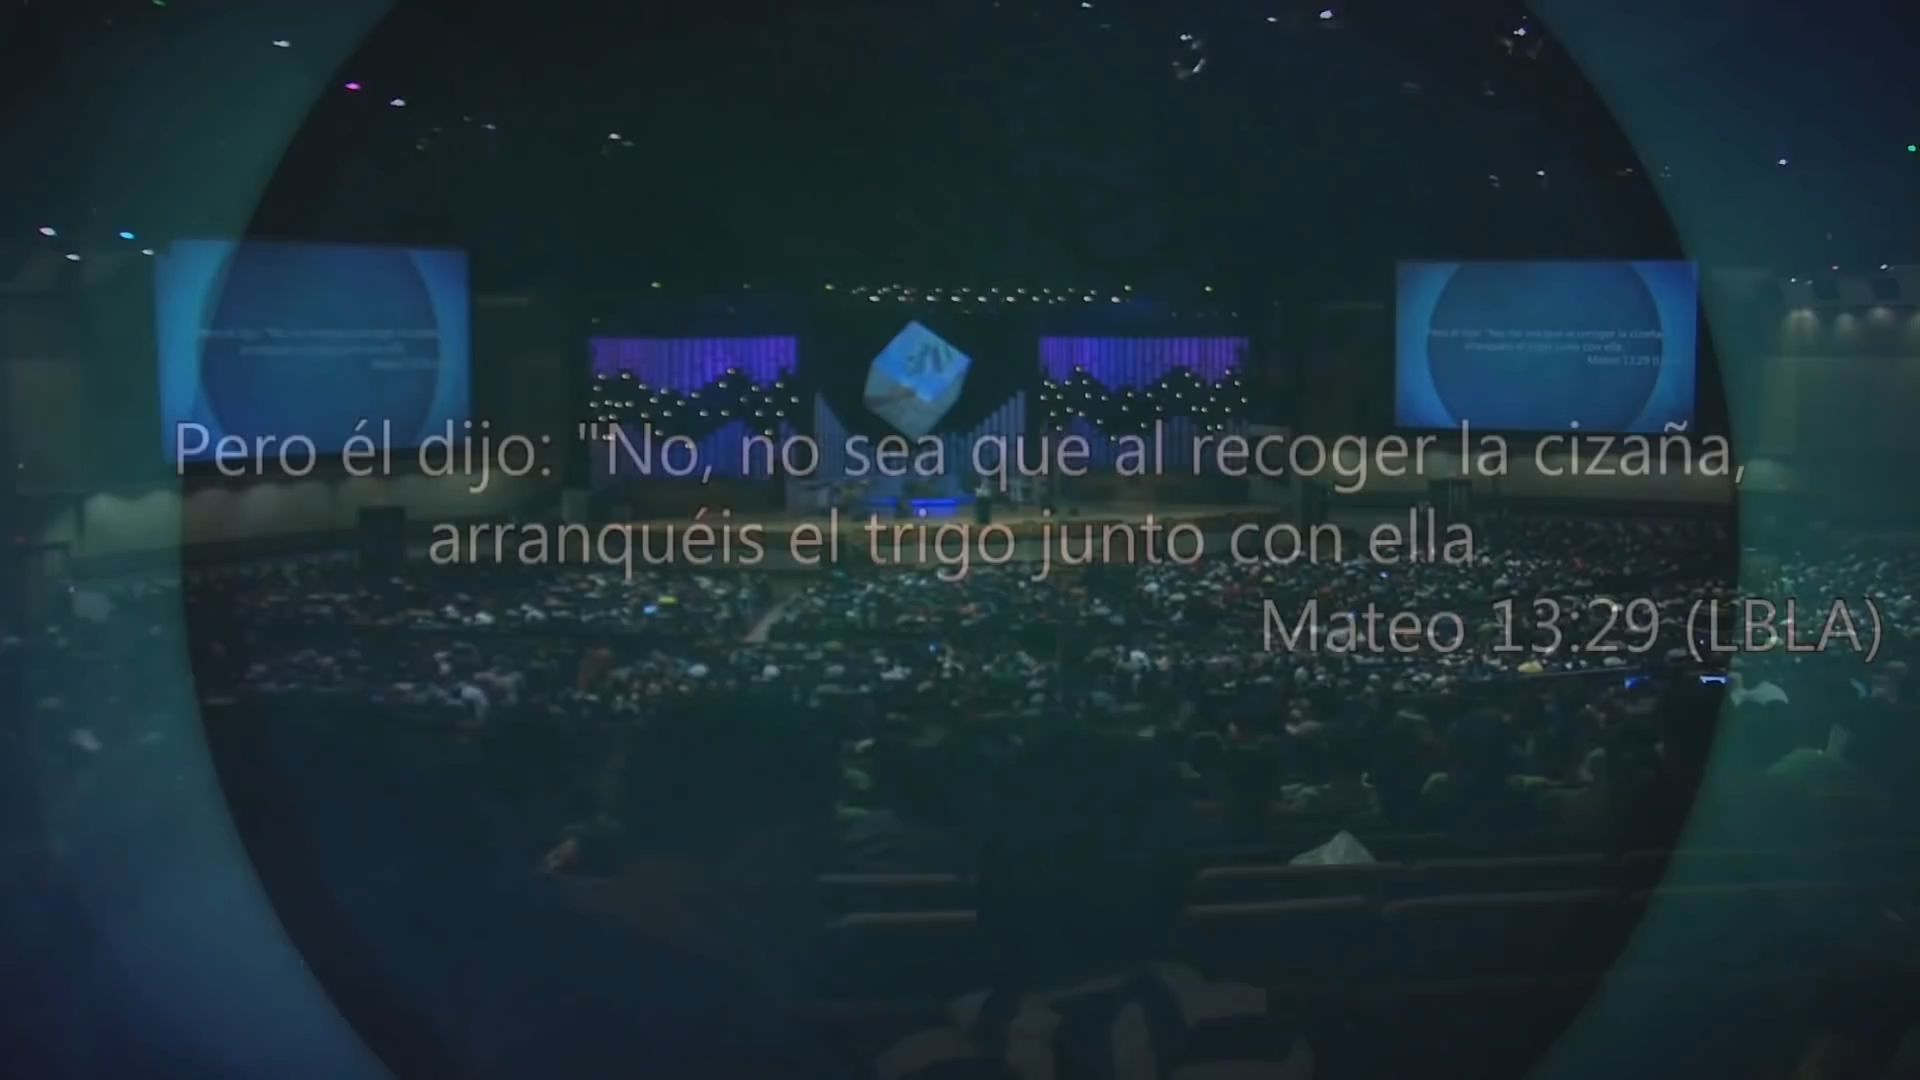 Pero él dijo: "No, no sea que al recoger la cizaña,
arranquéis el trigo junto con ella.
Mateo 13:29 (LBLA)